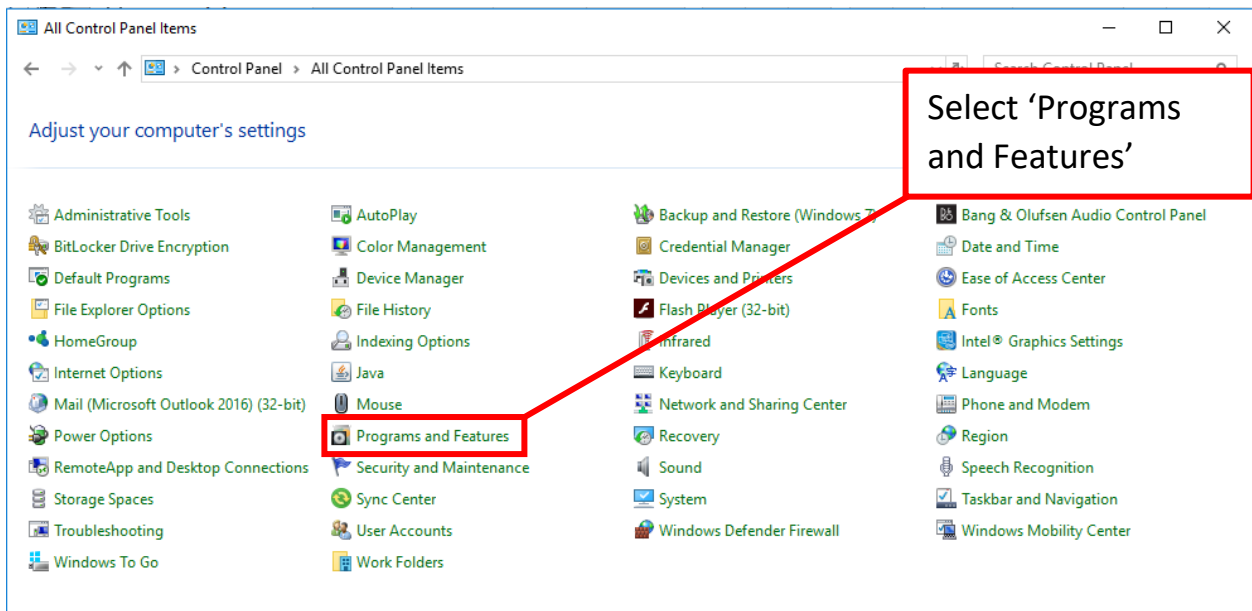 All Control Panel Items
Control Panel > All Control Panel Items
Search Control Panel
Select ‘Programs
and Features’
Adjust your computer's settings
Administrative Tools AutoPlay Backup and Restore (Windows 7) Bang & Olufsen Audio Control Panel
BitLocker Drive Encryption Color Management Credential Manager Date and Time
Default Programs Device Manager Devices and Printers Ease of Access Center
File Explorer Options File History Flash Player (32-bit) Fonts
HomeGroup Indexing Options Infrared Intel® Graphics Settings
Internet Options Java Keyboard Language
Mail (Microsoft Outlook 2016) (32-bit) Mouse Network and Sharing Center Phone and Modem
Power Options Programs and Features Recovery Region
RemoteApp and Desktop Connections Security and Maintenance Sound Speech Recognition
Storage Spaces Sync Center System Taskbar and Navigation
Troubleshooting User Accounts Windows Defender Firewall Windows Mobility Center
Windows To Go Work Folders